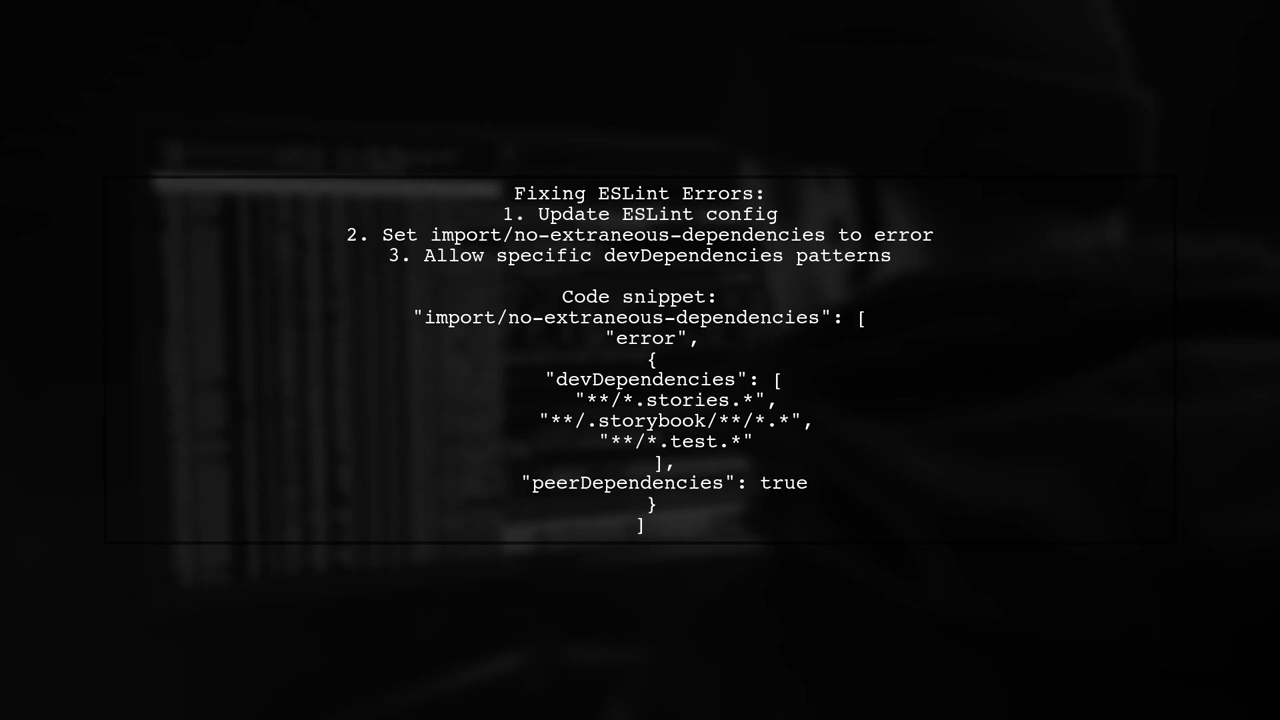 Fixing ESLint Errors:
1. Update ESLint config
2. Set import/no-extraneous-dependencies to error
3. Allow specific devDependencies patterns
Code snippet:
"import/no-extraneous-dependencies": [
"error",
{
"devDependencies": [
"**/*.stories.*",
"**/.storybook/**/*.*",
"**/*.test.*"
],
"peerDependencies": true
}
]